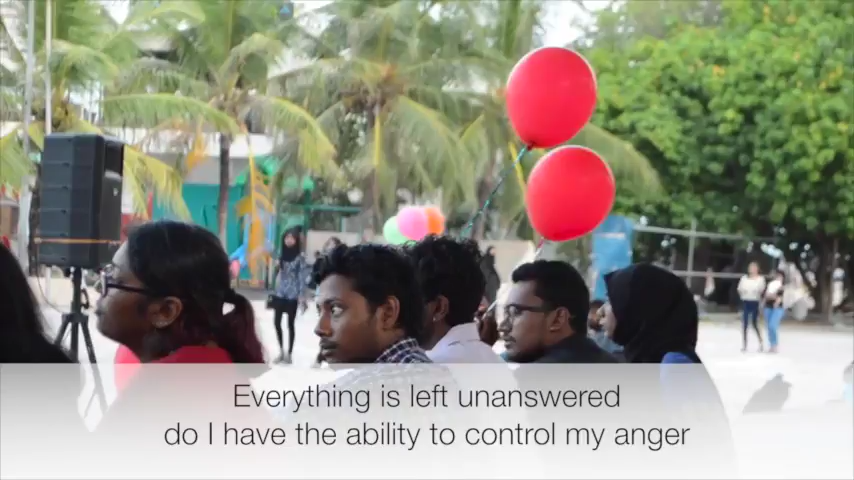 Everything is left unanswered
do I have the ability to control my anger